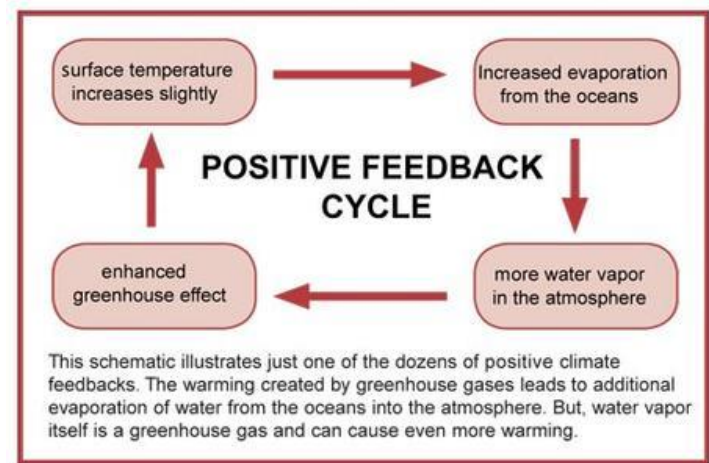 surface temperature
increases slightly
Increased evaporation
from the oceans
POSITIVE FEEDBACK
CYCLE
enhanced
greenhouse effect
more water vapor
in the atmosphere
This schematic illustrates just one of the dozens of positive climate
feedbacks. The warming created by greenhouse gases leads to additional
evaporation of water from the oceans into the atmosphere. But, water vapor
itself is a greenhouse gas and can cause even more warming.